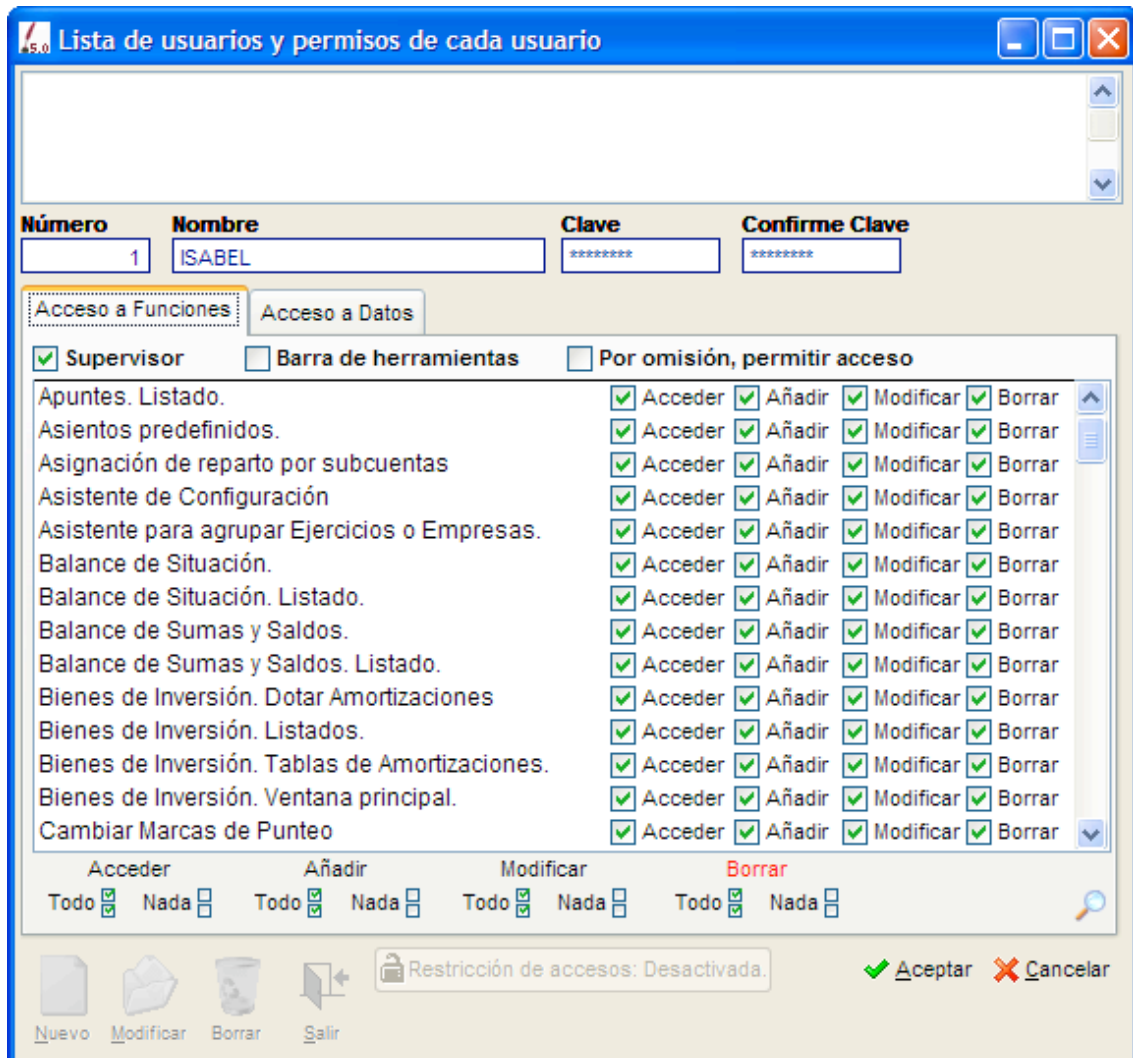 5.0 Lista de usuarios y permisos de cada usuario
Número Nombre Clave Confirme Clave
1 ISABEL ******** ********
Acceso a Funciones Acceso a Datos
Supervisor Barra de herramientas Por omisión, permitir acceso
Apuntes. Listado. Acceder Añadir Modificar Borrar
Asientos predefinidos. Acceder Añadir Modificar Borrar
Asignación de reparto por subcuentas Acceder Añadir Modificar Borrar
Asistente de Configuración Acceder Añadir Modificar Borrar
Asistente para agrupar Ejercicios o Empresas. Acceder Añadir Modificar Borrar
Balance de Situación. Acceder Añadir Modificar Borrar
Balance de Situación. Listado. Acceder Añadir Modificar Borrar
Balance de Sumas y Saldos. Acceder Añadir Modificar Borrar
Balance de Sumas y Saldos. Listado. Acceder Añadir Modificar Borrar
Bienes de Inversión. Dotar Amortizaciones Acceder Añadir Modificar Borrar
Bienes de Inversión. Listados. Acceder Añadir Modificar Borrar
Bienes de Inversión. Tablas de Amortizaciones. Acceder Añadir Modificar Borrar
Bienes de Inversión. Ventana principal. Acceder Añadir Modificar Borrar
Cambiar Marcas de Punteo Acceder Añadir Modificar Borrar
Acceder Añadir Modificar Borrar
Todo Nada Todo Nada Todo Nada Todo Nada
Restricción de accesos: Desactivada. Aceptar Cancelar
Nuevo Modificar Borrar Salir